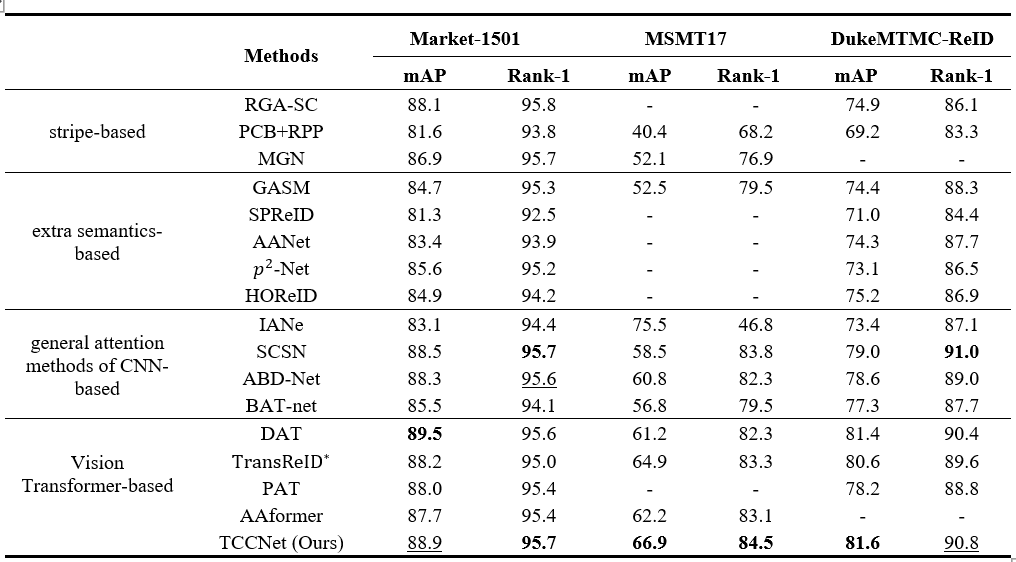 Methods Market-1501 MSMT17 DukeMTMC-ReID
mAP Rank-1 mAP Rank-1 mAP Rank-1
stripe-based
RGA-SC 88.1 95.8 - - 74.9 86.1
PCB+RPP 81.6 93.8 40.4 68.2 69.2 83.3
MGN 86.9 95.7 52.1 76.9 - -
extra semantics-
based
GASM 84.7 95.3 52.5 79.5 74.4 88.3
SPReID 81.3 92.5 - - 71.0 84.4
AANet 83.4 93.9 - - 74.3 87.7
p²-Net 85.6 95.2 - - 73.1 86.5
HOReID 84.9 94.2 - - 75.2 86.9
general attention
methods of CNN-
based
IANe 83.1 94.4 75.5 46.8 73.4 87.1
SCSN 88.5 95.7 58.5 83.8 79.0 91.0
ABD-Net 88.3 95.6 60.8 82.3 78.6 89.0
BAT-net 85.5 94.1 56.8 79.5 77.3 87.7
Vision
Transformer-based
DAT 89.5 95.6 61.2 82.3 81.4 90.4
TransReID* 88.2 95.0 64.9 83.3 80.6 89.6
PAT 88.0 95.4 - - 78.2 88.8
AAformer 87.7 95.4 62.2 83.1 - -
TCCNet (Ours) 88.9 95.7 66.9 84.5 81.6 90.8